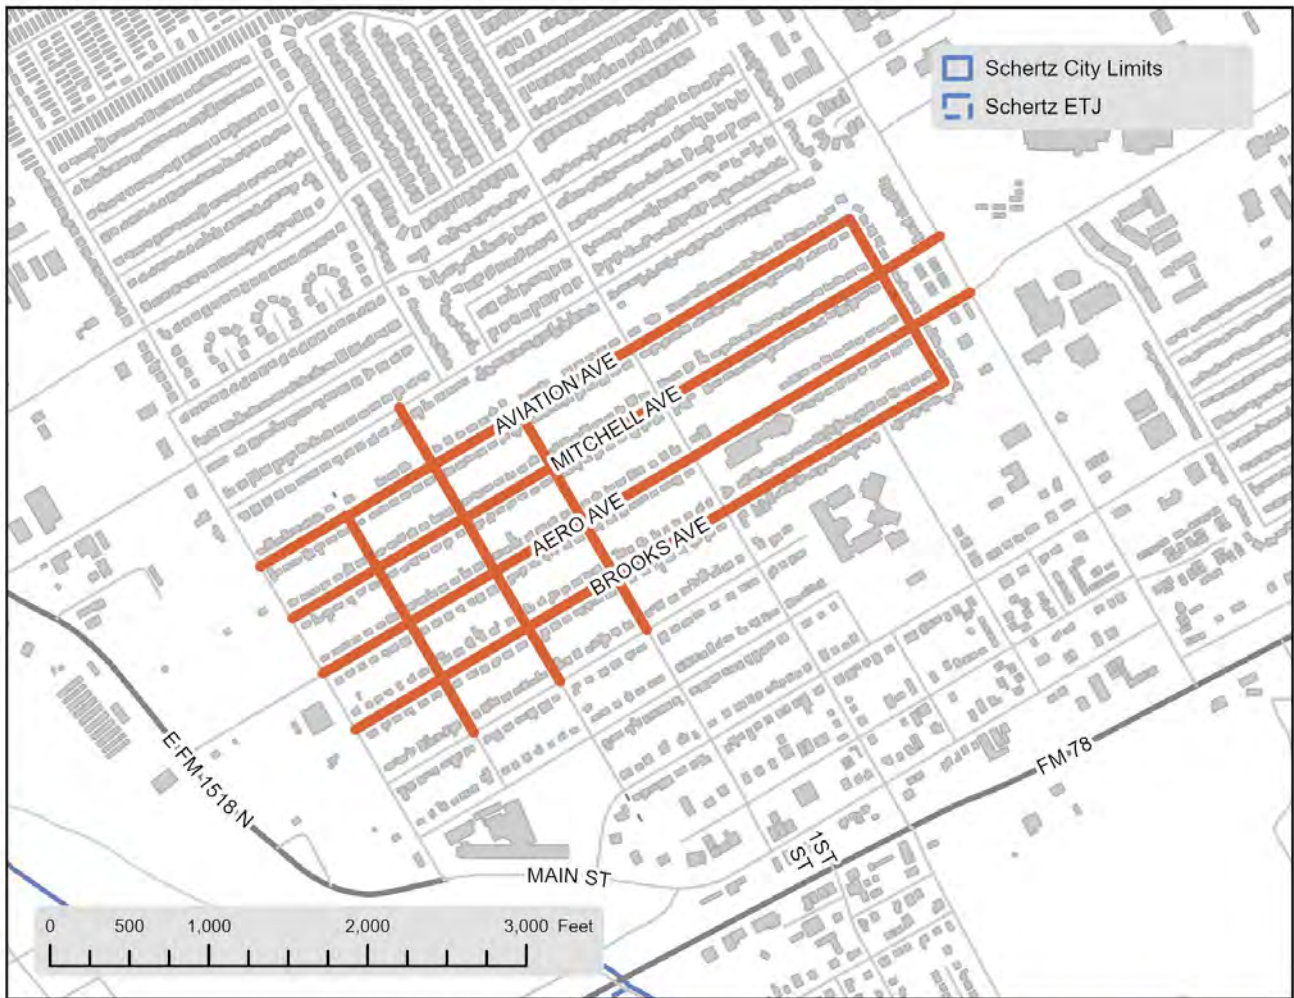 Schertz City Limits
Schertz ETJ
AVIATION AVE
MITCHELL AVE
AERO AVE
BROOKS AVE
E FM 1518 N
FM 78
1ST
ST
MAIN ST
0 500 1,000 2,000 3,000 Feet